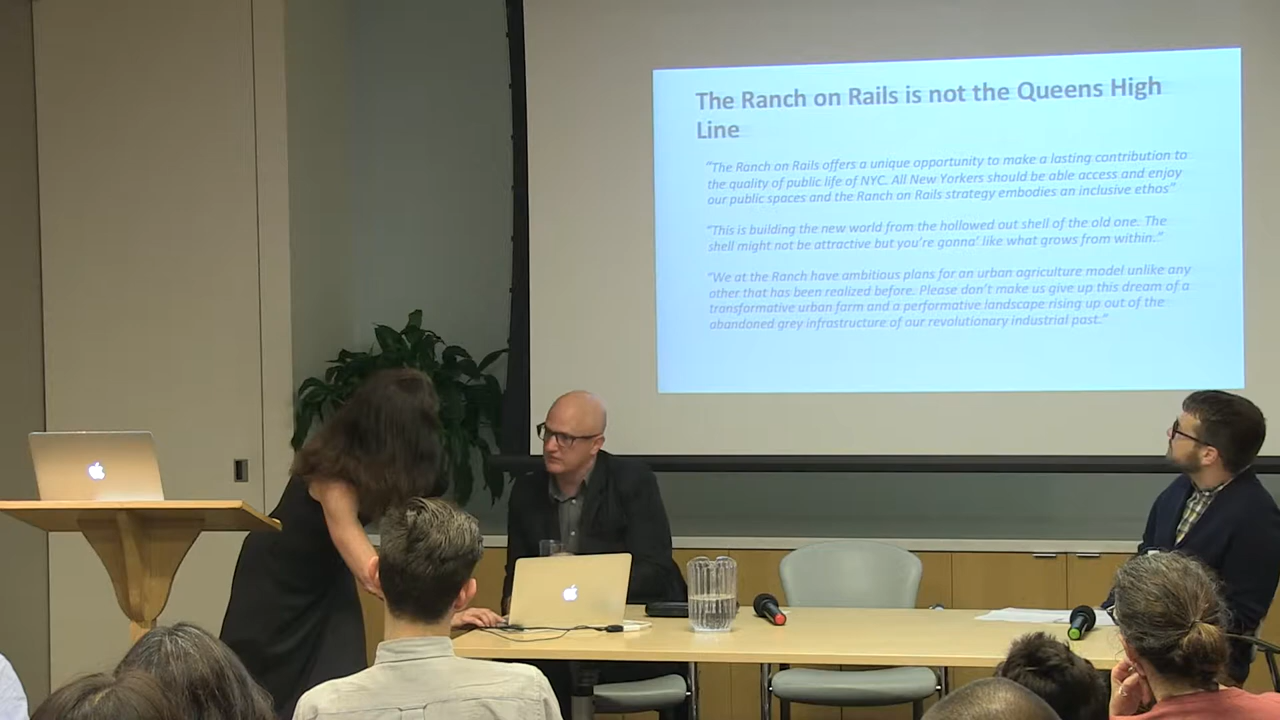 The Ranch on Rails is not the Queens High
Line
"The Ranch on Rails offers a unique opportunity to make a lasting contribution to
the quality of public life of NYC. All New Yorkers should be able access and enjoy
our public spaces and the Ranch on Rails strategy embodies an inclusive ethos"
"This is building the new world from the hollowed out shell of the old one. The
shell might not be attractive but you're gonna' like what grows from within."
"We at the Ranch have ambitious plans for an urban agriculture model unlike any
other that has been realized before. Please don't make us give up this dream of a
transformative urban farm and a performative landscape rising up out of the
abandoned grey infrastructure of our revolutionary industrial past."